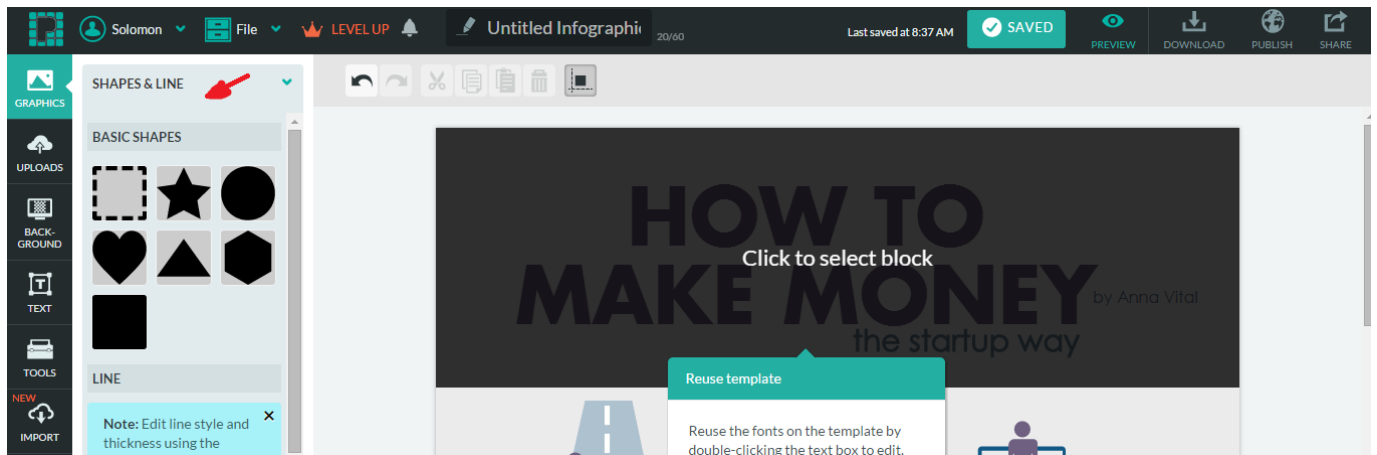 Solomon
File
LEVEL UP
Untitled Infographi
20/60
Last saved at 8:37 AM
SAVED
PREVIEW
DOWNLOAD
PUBLISH
SHARE
GRAPHICS
UPLOADS
BACK-
GROUND
TEXT
TOOLS
NEW
IMPORT
SHAPES & LINE
BASIC SHAPES
LINE
Note: Edit line style and
thickness using the
HOW TO
Click to select block
MAKE MONEY
by Anna Vital
the startup way
Reuse template
Reuse the fonts on the template by
double-clicking the text box to edit.